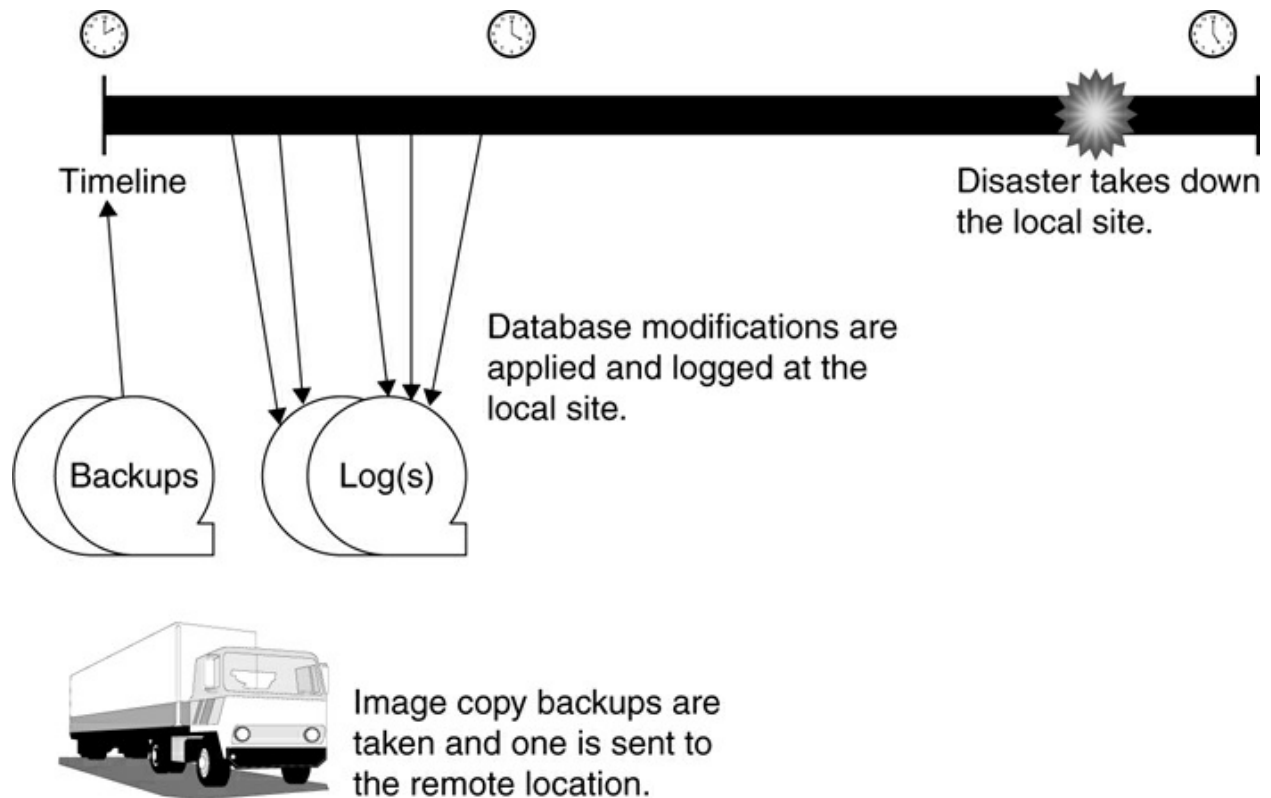 Timeline
Disaster takes down
the local site.
Database modifications are
applied and logged at the
local site.
Backups
Log(s)
Image copy backups are
taken and one is sent to
the remote location.